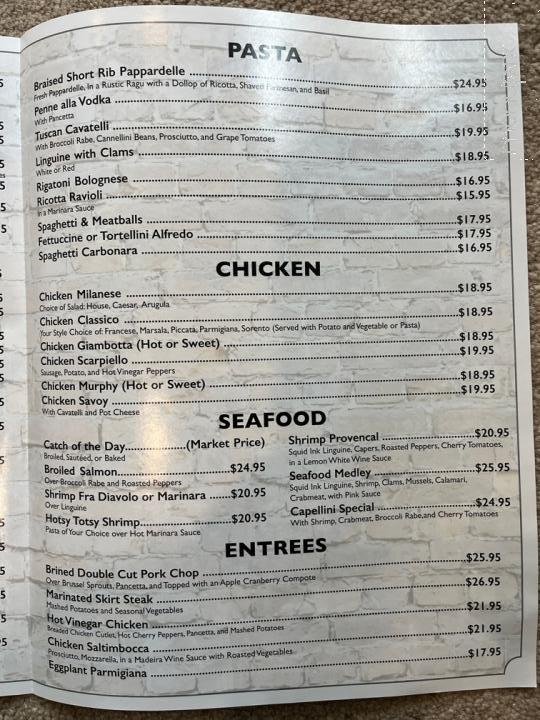 PASTA
Braised Short Rib Pappardelle ........ $24.95
Fresh Pappardelle, in a Rustic Ragu with a Dollop of Ricotta, Shaved Parmesan, and Basil
Penne alla Vodka ........ $16.95
With Pancetta
Tuscan Cavatelli ........ $19.95
With Broccoli Rabe, Cannellini Beans, Prosciutto, and Grape Tomatoes
Linguine with Clams ........ $18.95
White or Red
Rigatoni Bolognese ........ $16.95
Ricotta Ravioli ........ $15.95
In a Marinara Sauce
Spaghetti & Meatballs ........ $17.95
Fettuccine or Tortellini Alfredo ........ $17.95
Spaghetti Carbonara ........ $16.95
CHICKEN
Chicken Milanese ........ $18.95
Choice of Salad: House, Caesar, Arugula
Chicken Classico ........ $18.95
Your Style Choice of: Francese, Marsala, Piccata, Parmigiana, Sorento (Served with Potato and Vegetable or Pasta)
Chicken Giambotta (Hot or Sweet) ........ $18.95
Chicken Scarpiello ........ $19.95
Sausage, Potato, and Hot Vinegar Peppers
Chicken Murphy (Hot or Sweet) ........ $18.95
Chicken Savoy ........ $19.95
With Cavatelli and Pot Cheese
SEAFOOD
Catch of the Day...............(Market Price)
Broiled, Sautéed, or Baked
Broiled Salmon........ $24.95
Over Broccoli Rabe and Roasted Peppers
Shrimp Fra Diavolo or Marinara ...... $20.95
Over Linguine
Hotsy Totsy Shrimp........ $20.95
Pasta of Your Choice over Hot Marinara Sauce
Shrimp Provencal ........ $20.95
Squid Ink Linguine, Capers, Roasted Peppers, Cherry Tomatoes,
in a Lemon White Wine Sauce
Seafood Medley ........ $25.95
Squid Ink Linguine, Shrimp, Clams, Mussels, Calamari,
Crabmeat, with Pink Sauce
Capellini Special ........ $24.95
With Shrimp, Crabmeat, Broccoli Rabe,and Cherry Tomatoes
ENTREES
Brined Double Cut Pork Chop ........ $25.95
Over Brussel Sprouts, Pancetta, and Topped with an Apple Cranberry Compote
Marinated Skirt Steak ........ $26.95
Mashed Potatoes and Seasonal Vegetables
Hot Vinegar Chicken ........ $21.95
Breaded Chicken Cutlet, Hot Cherry Peppers, Pancetta, and Mashed Potatoes
Chicken Saltimbocca ........ $21.95
Prosciutto, Mozzarella, in a Madeira Wine Sauce with Roasted Vegetables
Eggplant Parmigiana ........ $17.95